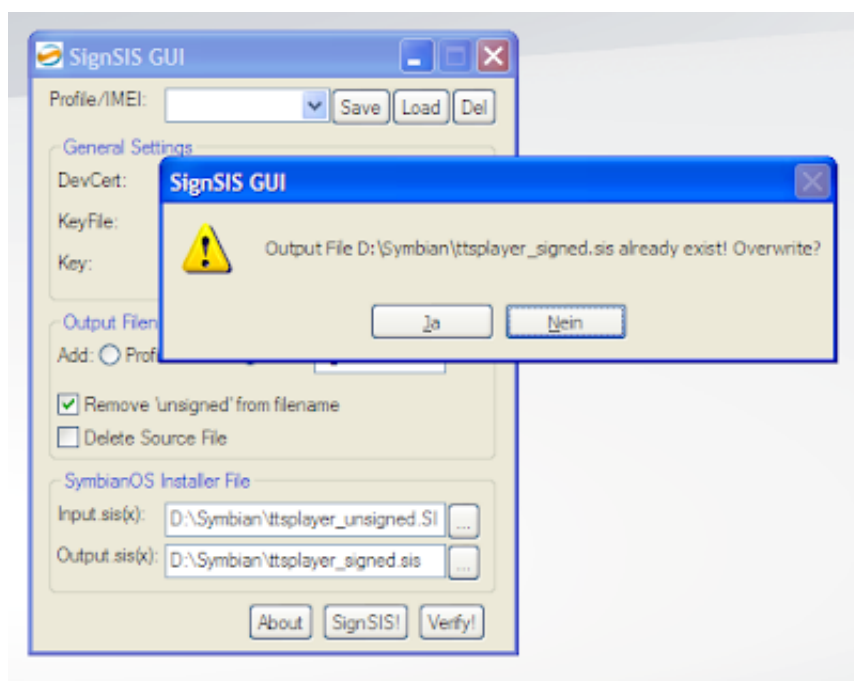 SignSIS GUI
Profile/IMEI:
Save
Load
Del
General Settings
DevCert:
KeyFile:
Key:
SignSIS GUI
Output File D:\Symbian\ttsplayer_signed.sis already exist! Overwrite?
Ja
Nein
Output Filen
Add:
Remove 'unsigned' from filename
Delete Source File
SymbianOS Installer File
Input.sis(x):
D:\Symbian\ttsplayer_unsigned.SI
...
Output.sis(x):
D:\Symbian\ttsplayer_signed.sis
...
About
SignSIS!
Verify!